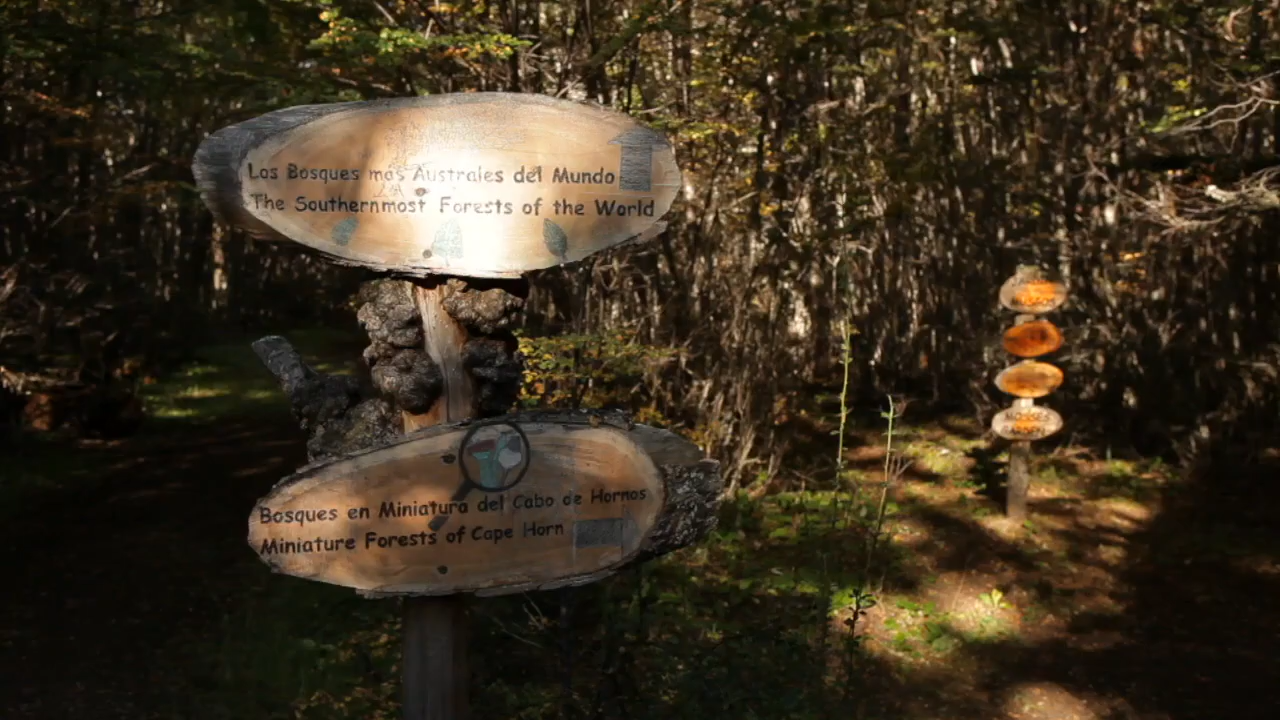 Los Bosques mas Australes del Mundo
The Southernmost Forests of the World
Bosques en Miniatura del Cabo de Hornos
Miniature Forests of Cape Horn
MOSSES